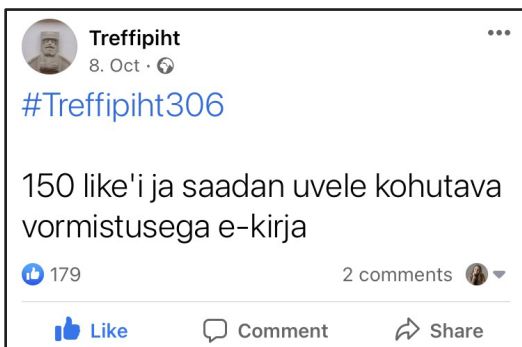 Treffipiht
8. Oct ·
#Treffipiht306
150 like'i ja saadan uvele kohutava
vormistusega e-kirja
179
2 comments
Like
Comment
Share